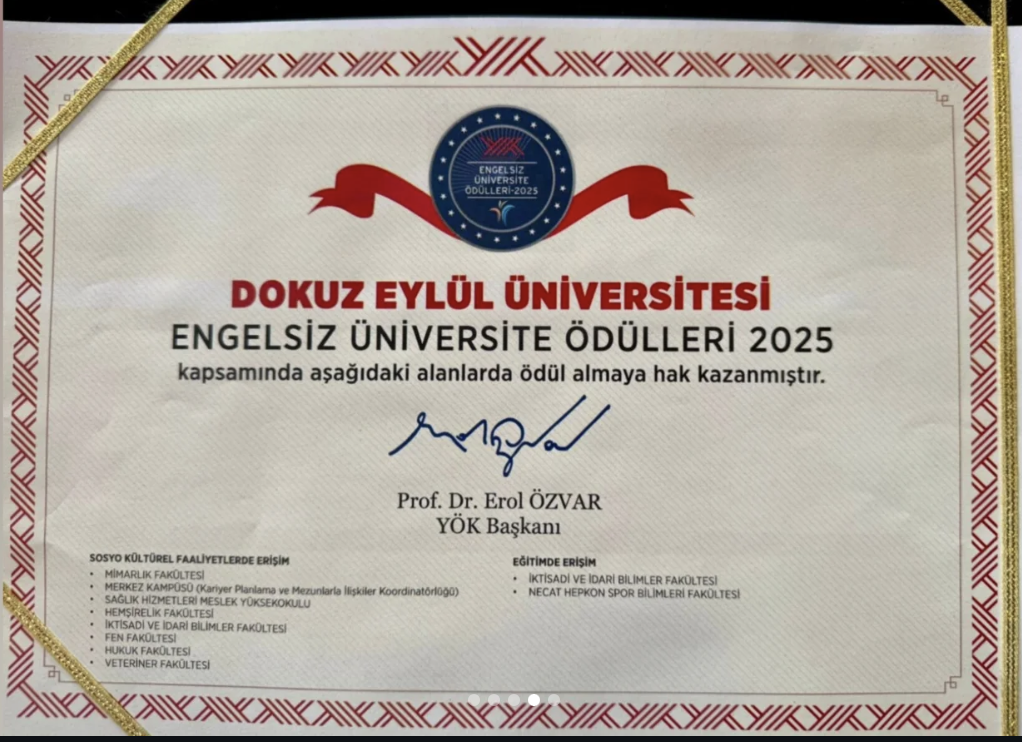 YÖK
ENGELSİZ
ÜNİVERSİTE
ÖDÜLLERİ-2025
DOKUZ EYLÜL ÜNİVERSİTESİ
ENGELSİZ ÜNİVERSİTE ÖDÜLLERİ 2025
kapsamında aşağıdaki alanlarda ödül almaya hak kazanmıştır.
Prof. Dr. Erol ÖZVAR
YÖK Başkanı
SOSYO KÜLTÜREL FAALİYETLERDE ERİŞİM
• MİMARLIK FAKÜLTESİ
• MERKEZ KAMPÜSÜ (Kariyer Planlama ve Mezunlarla İlişkiler Koordinatörlüğü)
• SAĞLIK HİZMETLERİ MESLEK YÜKSEKOKULU
• HEMŞİRELİK FAKÜLTESİ
• İKTİSADİ VE İDARİ BİLİMLER FAKÜLTESİ
• FEN FAKÜLTESİ
• HUKUK FAKÜLTESİ
• VETERİNER FAKÜLTESİ
EĞİTİMDE ERİŞİM
• İKTİSADİ VE İDARİ BİLİMLER FAKÜLTESİ
• NECAT HEPKON SPOR BİLİMLERİ FAKÜLTESİ